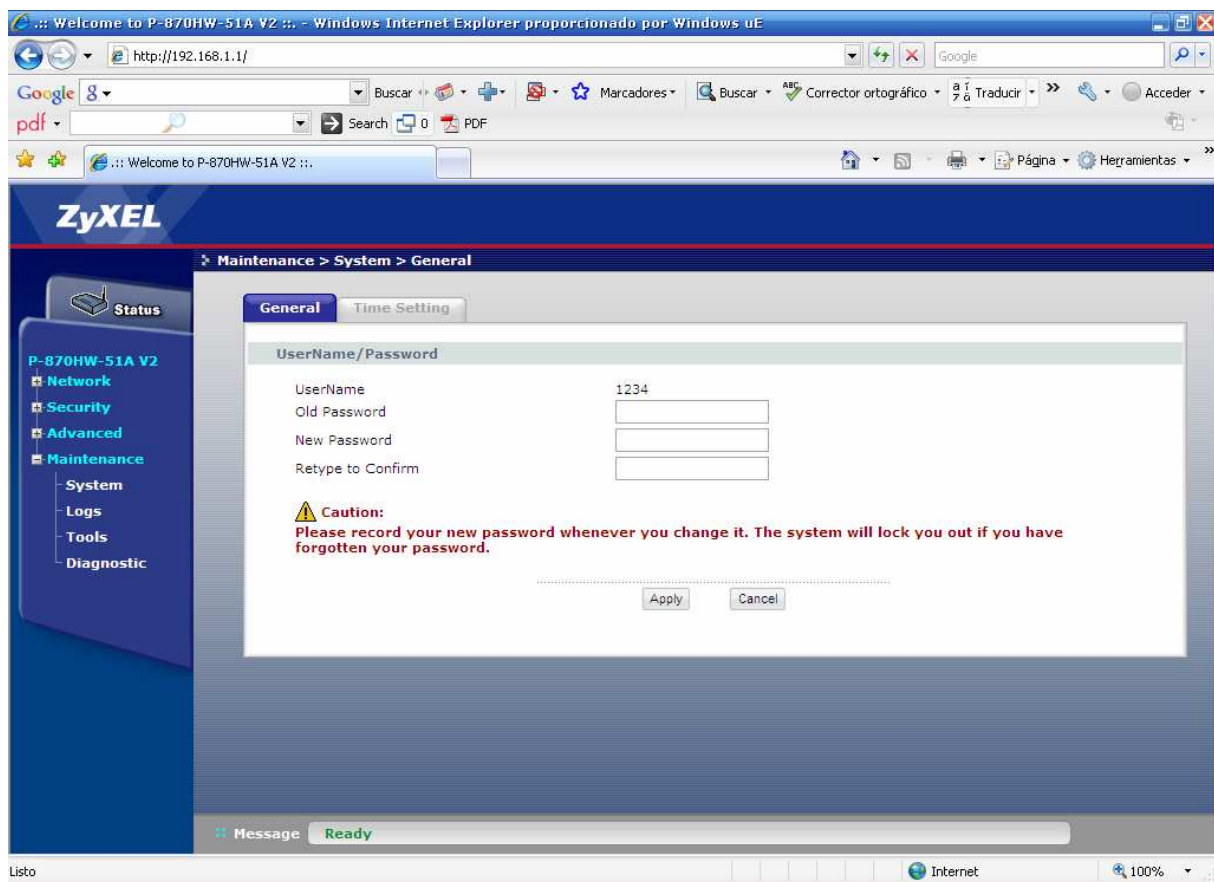 .:: Welcome to P-870HW-51A V2 ::. - Windows Internet Explorer proporcionado por Windows uE
http://192.168.1.1/
Google
Google
Buscar
Marcadores
Buscar
ABC
Corrector ortográfico
Traducir
Acceder
pdf
Search
0
PDF
.:: Welcome to P-870HW-51A V2 ::.
Página
Herramientas
ZyXEL
Maintenance > System > General
Status
General
Time Setting
P-870HW-51A V2
Network
Security
Advanced
Maintenance
System
Logs
Tools
Diagnostic
UserName/Password
UserName 1234
Old Password
New Password
Retype to Confirm
Caution:
Please record your new password whenever you change it. The system will lock you out if you have
forgotten your password.
Apply
Cancel
Message
Ready
Listo
Internet
100%